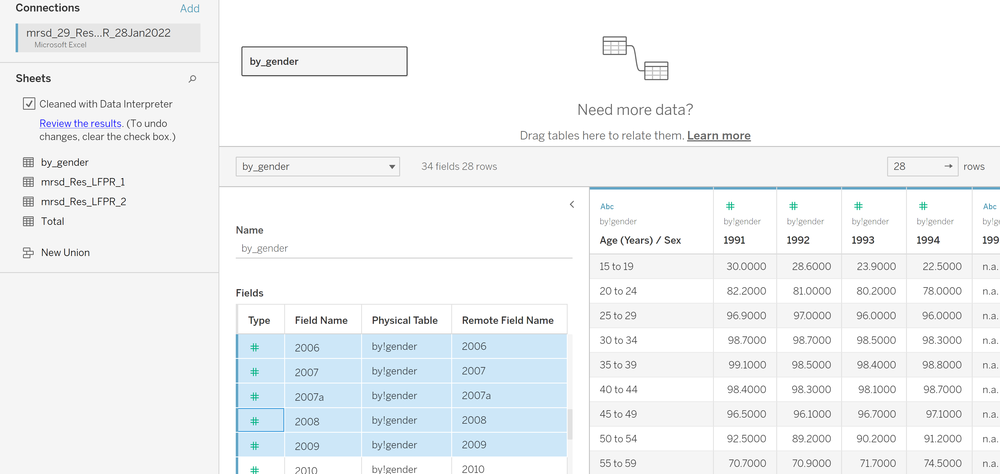 Connections
Add
mrsd_29_Res...R_28Jan2022
Microsoft Excel
Sheets
Cleaned with Data Interpreter
Review the results. (To undo
changes, clear the check box.)
by_gender
mrsd_Res_LFPR_1
mrsd_Res_LFPR_2
Total
New Union
by_gender
Need more data?
Drag tables here to relate them. Learn more
by_gender
34 fields 28 rows
28 → rows
Name
by_gender
Fields
Type Field Name Physical Table Remote Field Name
# 2006 by!gender 2006
# 2007 by!gender 2007
# 2007a by!gender 2007a
# 2008 by!gender 2008
# 2009 by!gender 2009
# 2010 by!gender 2010
Abc # # # # Abc
by!gender by!gender by!gender by!gender by!gender by!ge
Age (Years) / Sex 1991 1992 1993 1994 199
15 to 19 30.0000 28.6000 23.9000 22.5000 n.a.
20 to 24 82.2000 81.0000 80.2000 78.0000 n.a.
25 to 29 96.9000 97.0000 96.0000 96.0000 n.a.
30 to 34 98.7000 98.7000 98.5000 98.3000 n.a.
35 to 39 99.1000 98.5000 98.4000 98.8000 n.a.
40 to 44 98.4000 98.3000 98.1000 98.7000 n.a.
45 to 49 96.5000 96.1000 96.7000 97.1000 n.a.
50 to 54 92.5000 89.2000 90.2000 91.2000 n.a.
55 to 59 70.7000 70.9000 71.7000 74.5000 n.a.